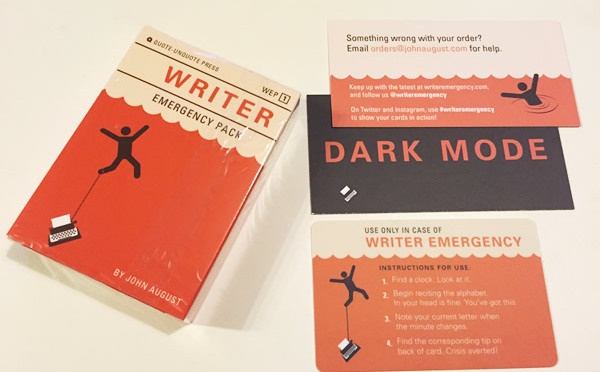 QUOTE-UNQUOTE PRESS
WEP 1
WRITER
EMERGENCY PACK
BY JOHN AUGUST
Something wrong with your order?
Email orders@johnaugust.com for help.
Keep up with the latest at writeremergency.com,
and follow us @writeremergency
On Twitter and Instagram, use #writeremergency
to show your cards in action!
DARK MODE
USE ONLY IN CASE OF
WRITER EMERGENCY
INSTRUCTIONS FOR USE:
1. Find a clock. Look at it.
2. Begin reciting the alphabet.
In your head is fine. You've got this.
3. Note your current letter when
the minute changes.
4. Find the corresponding tip on
back of card. Crisis averted!